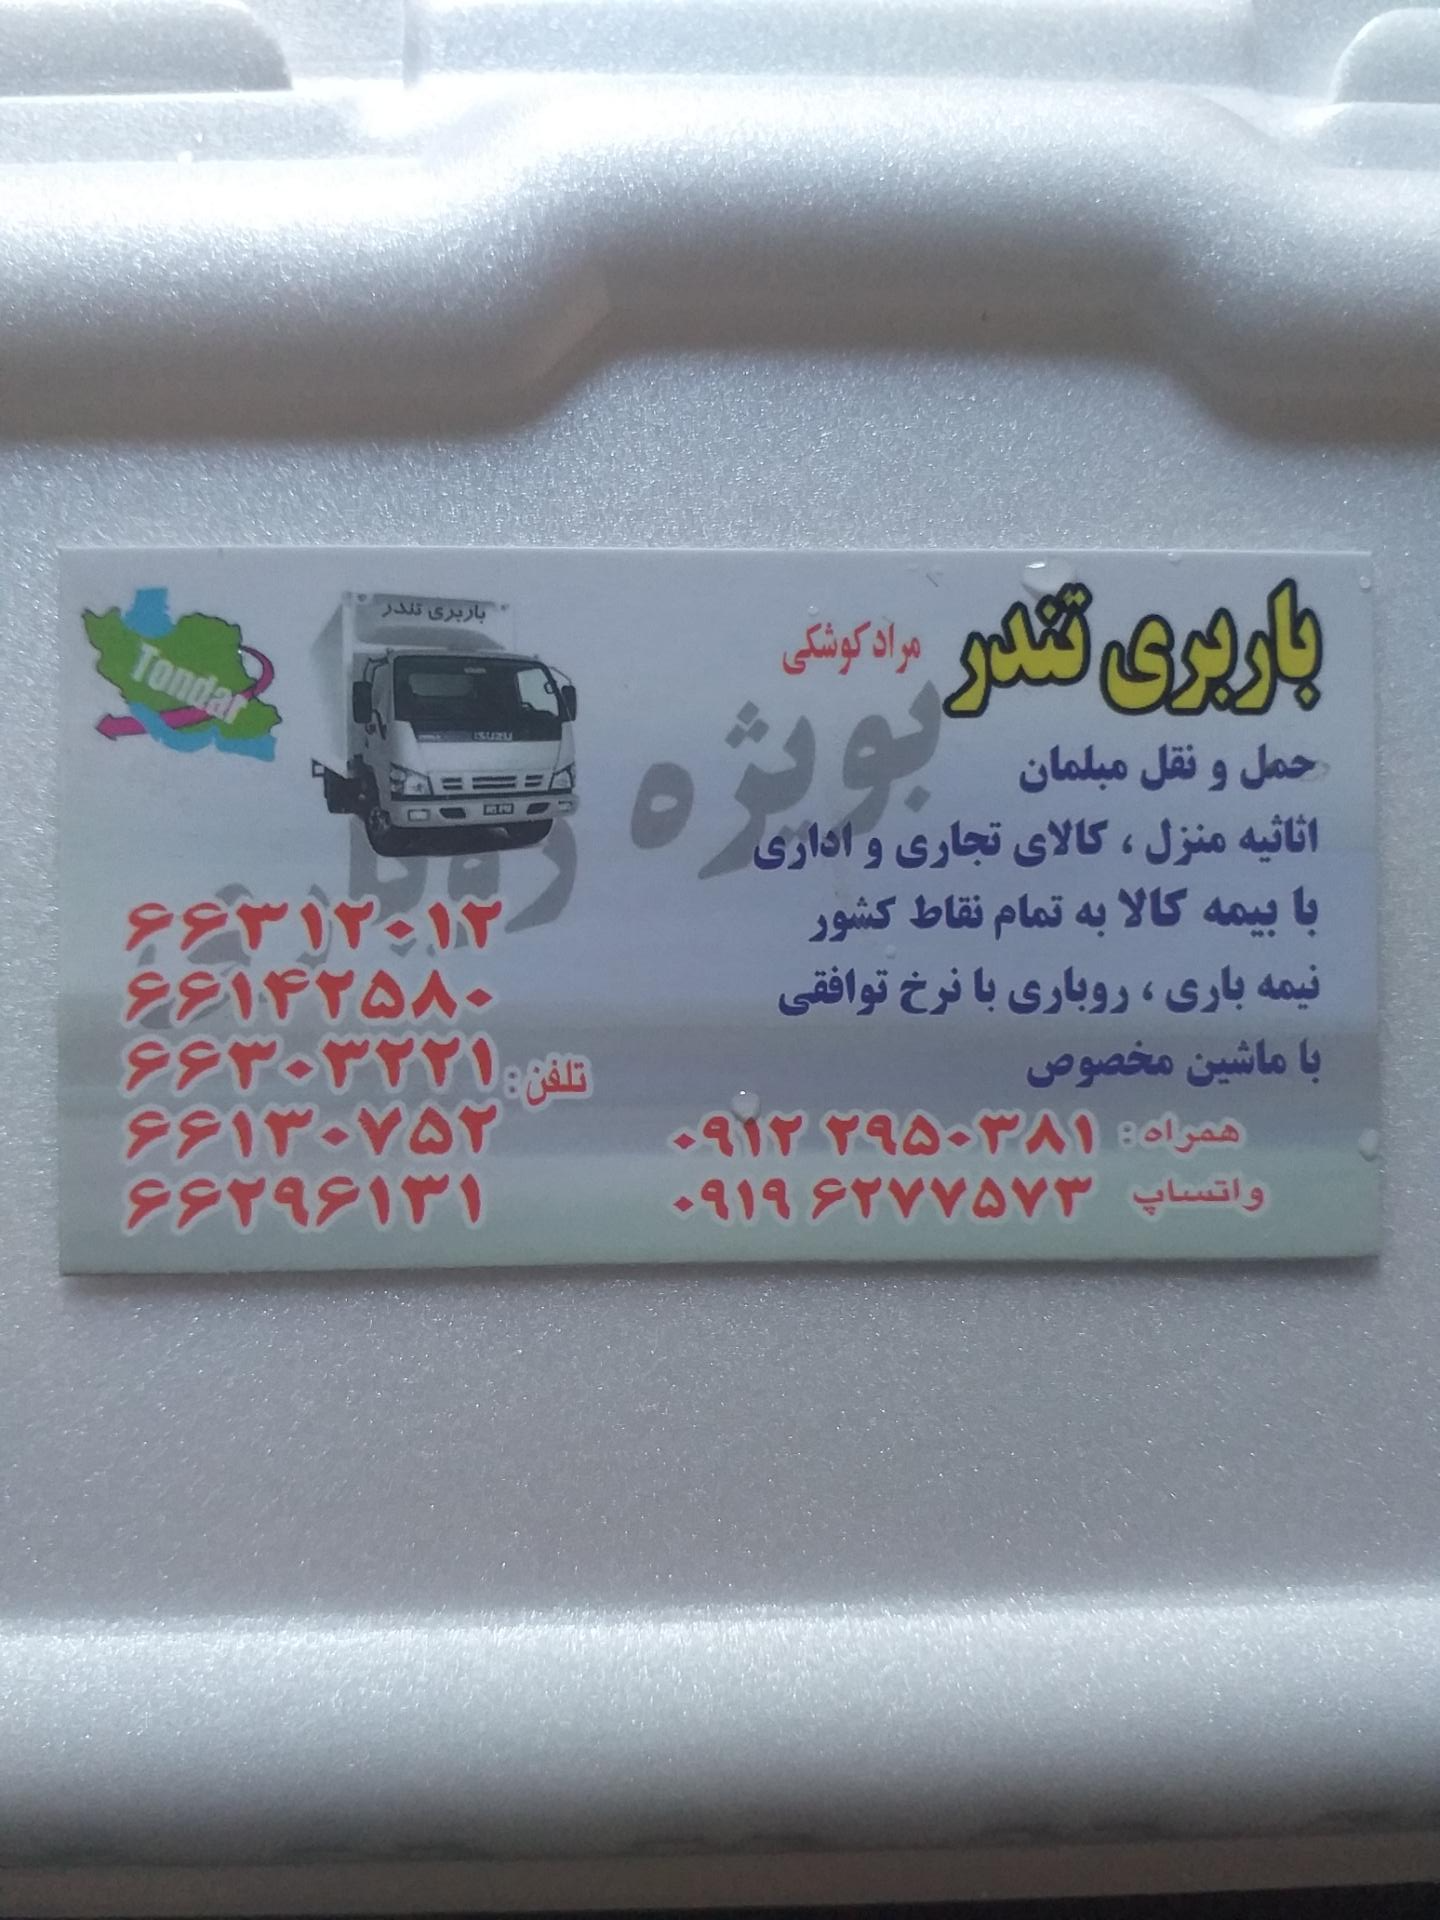 باربری تندر
مراد کوشکی
حمل و نقل مبلمان
اثاثیه منزل ، کالای تجاری و اداری
با بیمه کالا به تمام نقاط کشور
نیمه باری ، روباری با نرخ توافقی
با ماشین مخصوص
همراه : ۰۹۱۲ ۲۹۵۰۳۸۱
واتساپ ۰۹۱۹ ۶۲۷۷۵۷۳
باربری تندر
ISUZU
Tondar
بویژه
تلفن :
۶۶۳۱۲۰۱۲
۶۶۱۴۲۵۸۰
۶۶۳۰۳۲۲۱
۶۶۱۳۰۷۵۲
۶۶۲۹۶۱۳۱